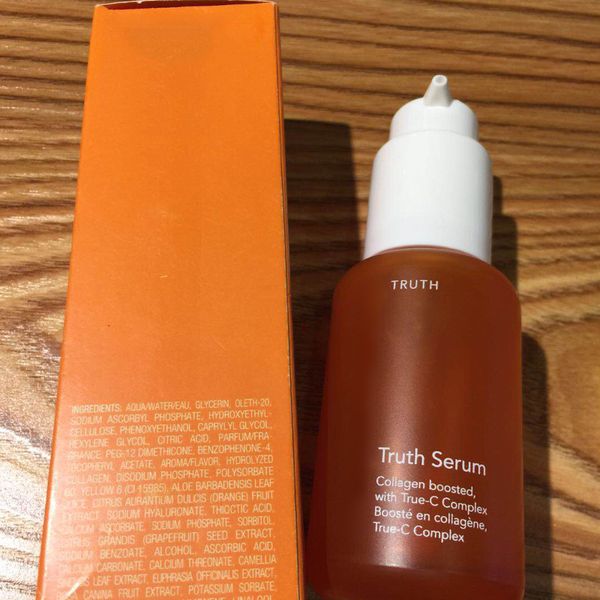 INGREDIENTS: AQUA/WATER/EAU, GLYCERIN, OLETH-20,
SODIUM ASCORBYL PHOSPHATE, HYDROXYETHYL-
CELLULOSE, PHENOXYETHANOL, CAPRYLYL GLYCOL,
HEXYLENE GLYCOL, CITRIC ACID, PARFUM/FRA-
GRANCE, PEG-12 DIMETHICONE, BENZOPHENONE-4,
TOCOPHERYL ACETATE, AROMA/FLAVOR, HYDROLYZED
COLLAGEN, DISODIUM PHOSPHATE, POLYSORBATE
60, YELLOW 6 (CI 15985), ALOE BARBADENSIS LEAF
JUICE, CITRUS AURANTIUM DULCIS (ORANGE) FRUIT
EXTRACT, SODIUM HYALURONATE, THIOCTIC ACID,
CALCIUM ASCORBATE, SODIUM PHOSPHATE, SORBITOL,
CITRUS GRANDIS (GRAPEFRUIT) SEED EXTRACT,
SODIUM BENZOATE, ALCOHOL, ASCORBIC ACID,
CALCIUM CARBONATE, CALCIUM THREONATE, CAMELLIA
SINENSIS LEAF EXTRACT, EUPHRASIA OFFICINALIS EXTRACT,
ROSA CANINA FRUIT EXTRACT, POTASSIUM SORBATE,
LINALOOL
TRUTH
Truth Serum
Collagen boosted,
with True-C Complex
Boosté en collagène,
True-C Complex